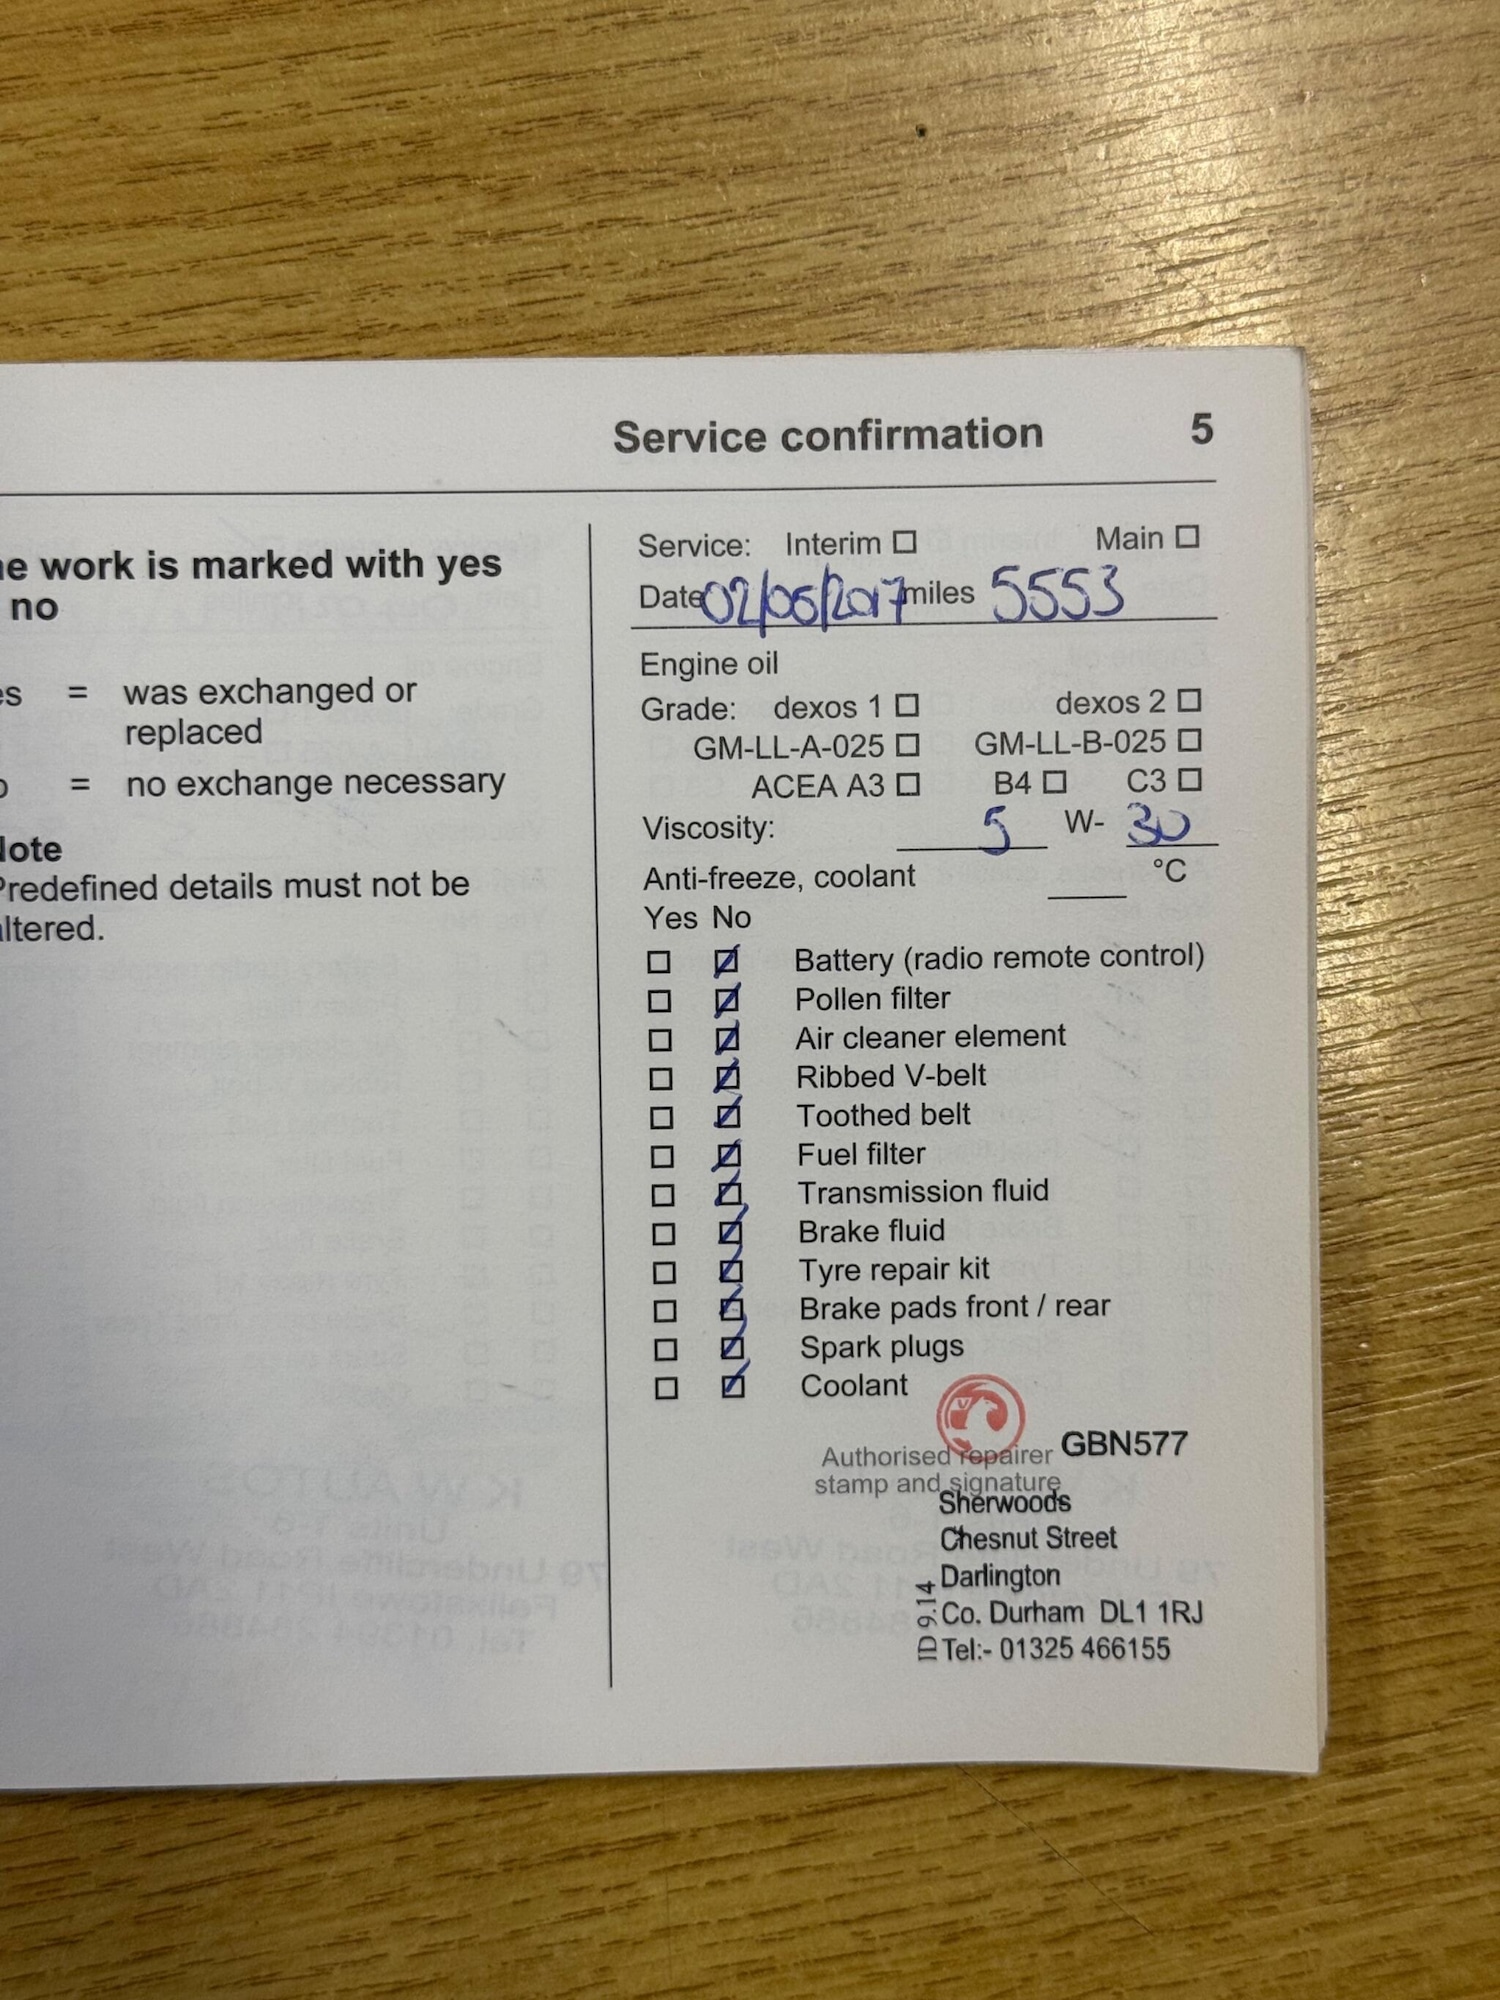 Service confirmation 5
e work is marked with yes
no
s = was exchanged or
replaced
= no exchange necessary
ote
Predefined details must not be
ltered.
Service: Interim ☐ Main ☐
Date 02/05/2017 miles 5553
Engine oil
Grade: dexos 1 ☐ dexos 2 ☐
GM-LL-A-025 ☐ GM-LL-B-025 ☐
ACEA A3 ☐ B4 ☐ C3 ☐
Viscosity: 5 W- 30
Anti-freeze, coolant °C
Yes No
Battery (radio remote control)
Pollen filter
Air cleaner element
Ribbed V-belt
Toothed belt
Fuel filter
Transmission fluid
Brake fluid
Tyre repair kit
Brake pads front / rear
Spark plugs
Coolant
Authorised repairer GBN577
stamp and signature
Sherwoods
Chesnut Street
Darlington
Co. Durham DL1 1RJ
Tel:- 01325 466155
ID 9.14